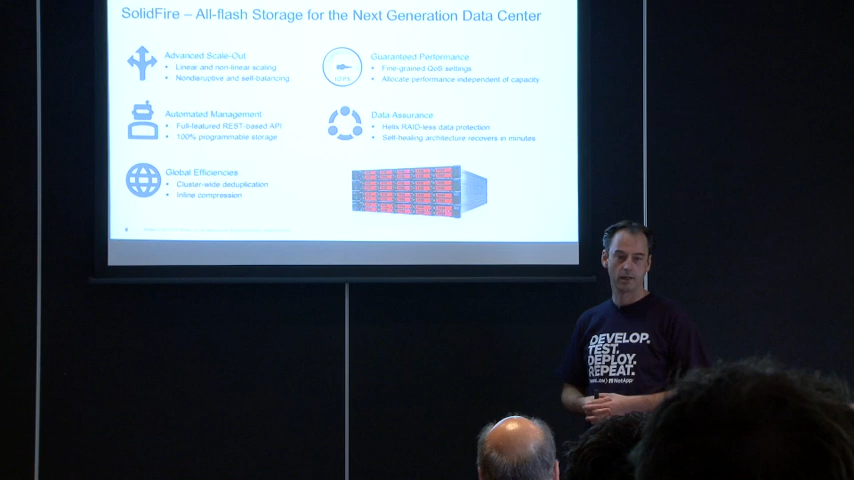 SolidFire – All-flash Storage for the Next Generation Data Center
Advanced Scale-Out
• Linear and non-linear scaling
• Nondisruptive and self-balancing
Automated Management
• Full-featured REST-based API
• 100% programmable storage
Global Efficiencies
• Cluster-wide deduplication
• Inline compression
IOPS
Guaranteed Performance
• Fine-grained QoS settings
• Allocate performance independent of capacity
Data Assurance
• Helix RAID-less data protection
• Self-healing architecture recovers in minutes
DEVELOP.
TEST.
DEPLOY.
REPEAT.
NetApp